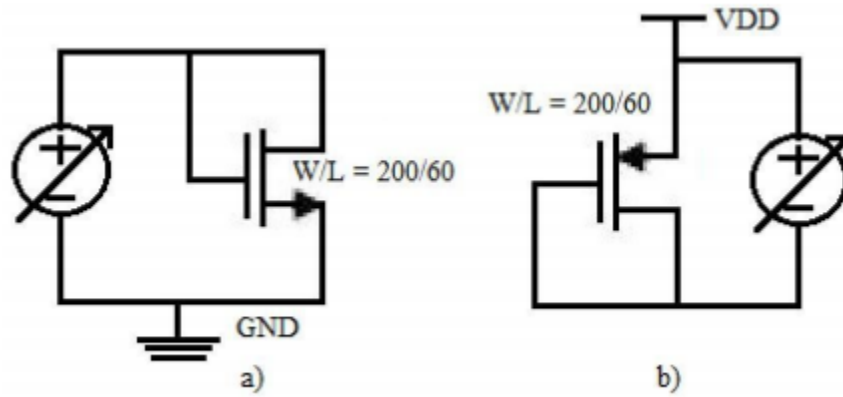 VDD
W/L = 200/60
W/L = 200/60
GND
a)
b)